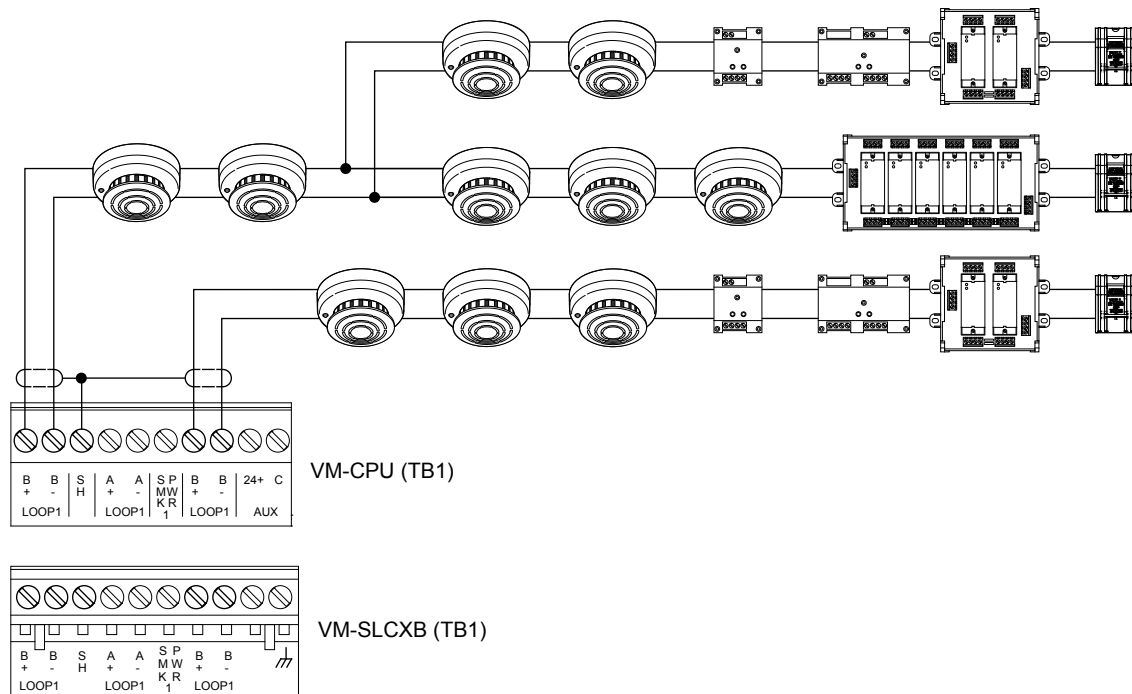 VM-CPU (TB1)
B B S A A S P B B 24+ C
+ - H + - M W + -
K R
LOOP1 LOOP1 1 LOOP1 AUX
VM-SLCXB (TB1)
B B S A A S P B B
+ - H + - M W + -
K R
LOOP1 LOOP1 1 LOOP1